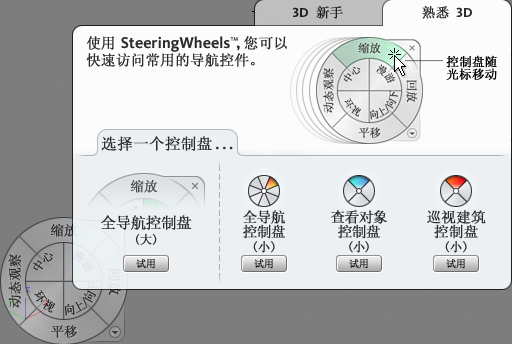 3D 新手
熟悉 3D
使用 SteeringWheels™, 您可以
快速访问常用的导航控件。
缩放
中心
漫游
动态观察
回放
环视
向上/向下
平移
控制盘随
光标移动
选择一个控制盘...
缩放
全导航控制盘
(大)
试用
全导航
控制盘
(小)
试用
查看对象
控制盘
(小)
试用
巡视建筑
控制盘
(小)
试用
缩放
中心
动态观察
回放
环视
向上/向下
平移